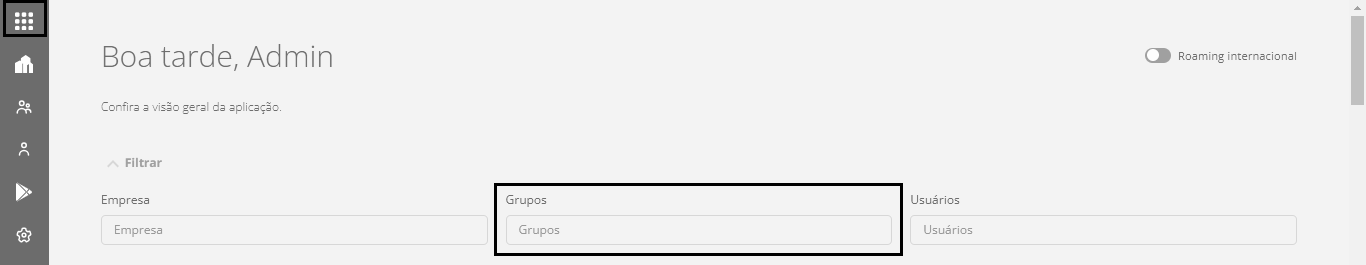 Boa tarde, Admin
Roaming internacional
Confira a visão geral da aplicação.
Filtrar
Empresa
Grupos
Usuários
Empresa
Grupos
Usuários